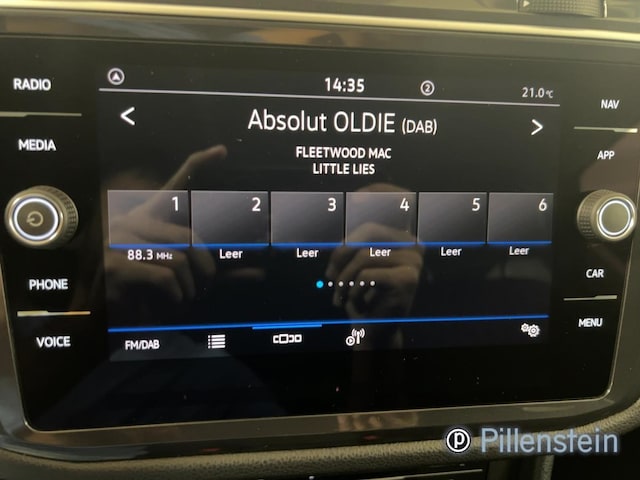 RADIO
14:35
2
21.0°C
NAV
MEDIA
< Absolut OLDIE (DAB) >
APP
FLEETWOOD MAC
LITTLE LIES
1 2 3 4 5 6
88.3 MHz Leer Leer Leer Leer Leer
PHONE
CAR
VOICE
FM/DAB
MENU
P Pillenstein